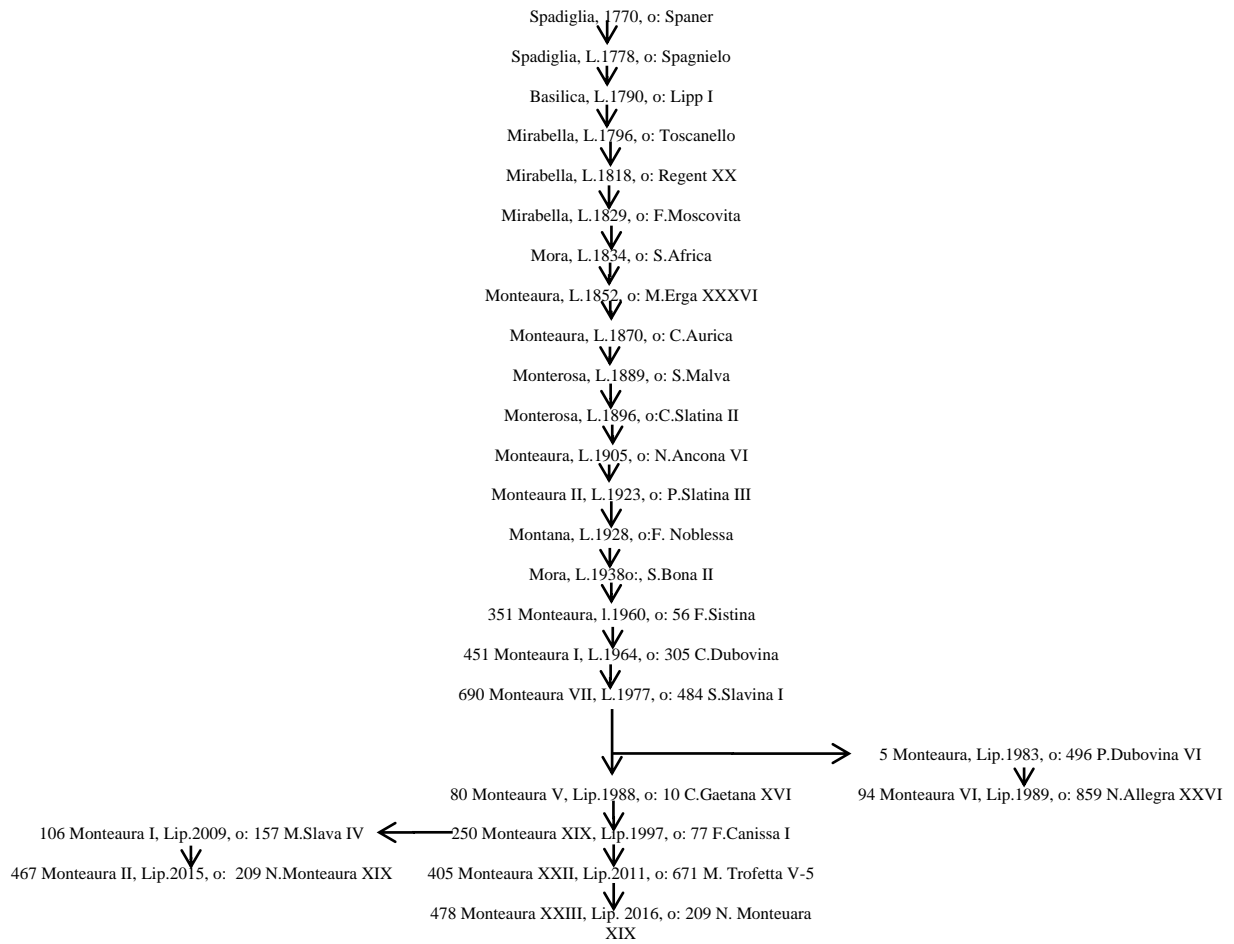 Spadiglia, 1770, o: Spaner
Spadiglia, L.1778, o: Spagnielo
Basilica, L.1790, o: Lipp I
Mirabella, L.1796, o: Toscanello
Mirabella, L.1818, o: Regent XX
Mirabella, L.1829, o: F.Moscovita
Mora, L.1834, o: S.Africa
Monteaura, L.1852, o: M.Erga XXXVI
Monteaura, L.1870, o: C.Aurica
Monterosa, L.1889, o: S.Malva
Monterosa, L.1896, o:C.Slatina II
Monteaura, L.1905, o: N.Ancona VI
Monteaura II, L.1923, o: P.Slatina III
Montana, L.1928, o:F. Noblessa
Mora, L.1938o:, S.Bona II
351 Monteaura, l.1960, o: 56 F.Sistina
451 Monteaura I, L.1964, o: 305 C.Dubovina
690 Monteaura VII, L.1977, o: 484 S.Slavina I
5 Monteaura, Lip.1983, o: 496 P.Dubovina VI
80 Monteaura V, Lip.1988, o: 10 C.Gaetana XVI
94 Monteaura VI, Lip.1989, o: 859 N.Allegra XXVI
106 Monteaura I, Lip.2009, o: 157 M.Slava IV
250 Monteaura XIX, Lip.1997, o: 77 F.Canissa I
467 Monteaura II, Lip.2015, o: 209 N.Monteaura XIX
405 Monteaura XXII, Lip.2011, o: 671 M. Trofetta V-5
478 Monteaura XXIII, Lip. 2016, o: 209 N. Monteuara
XIX